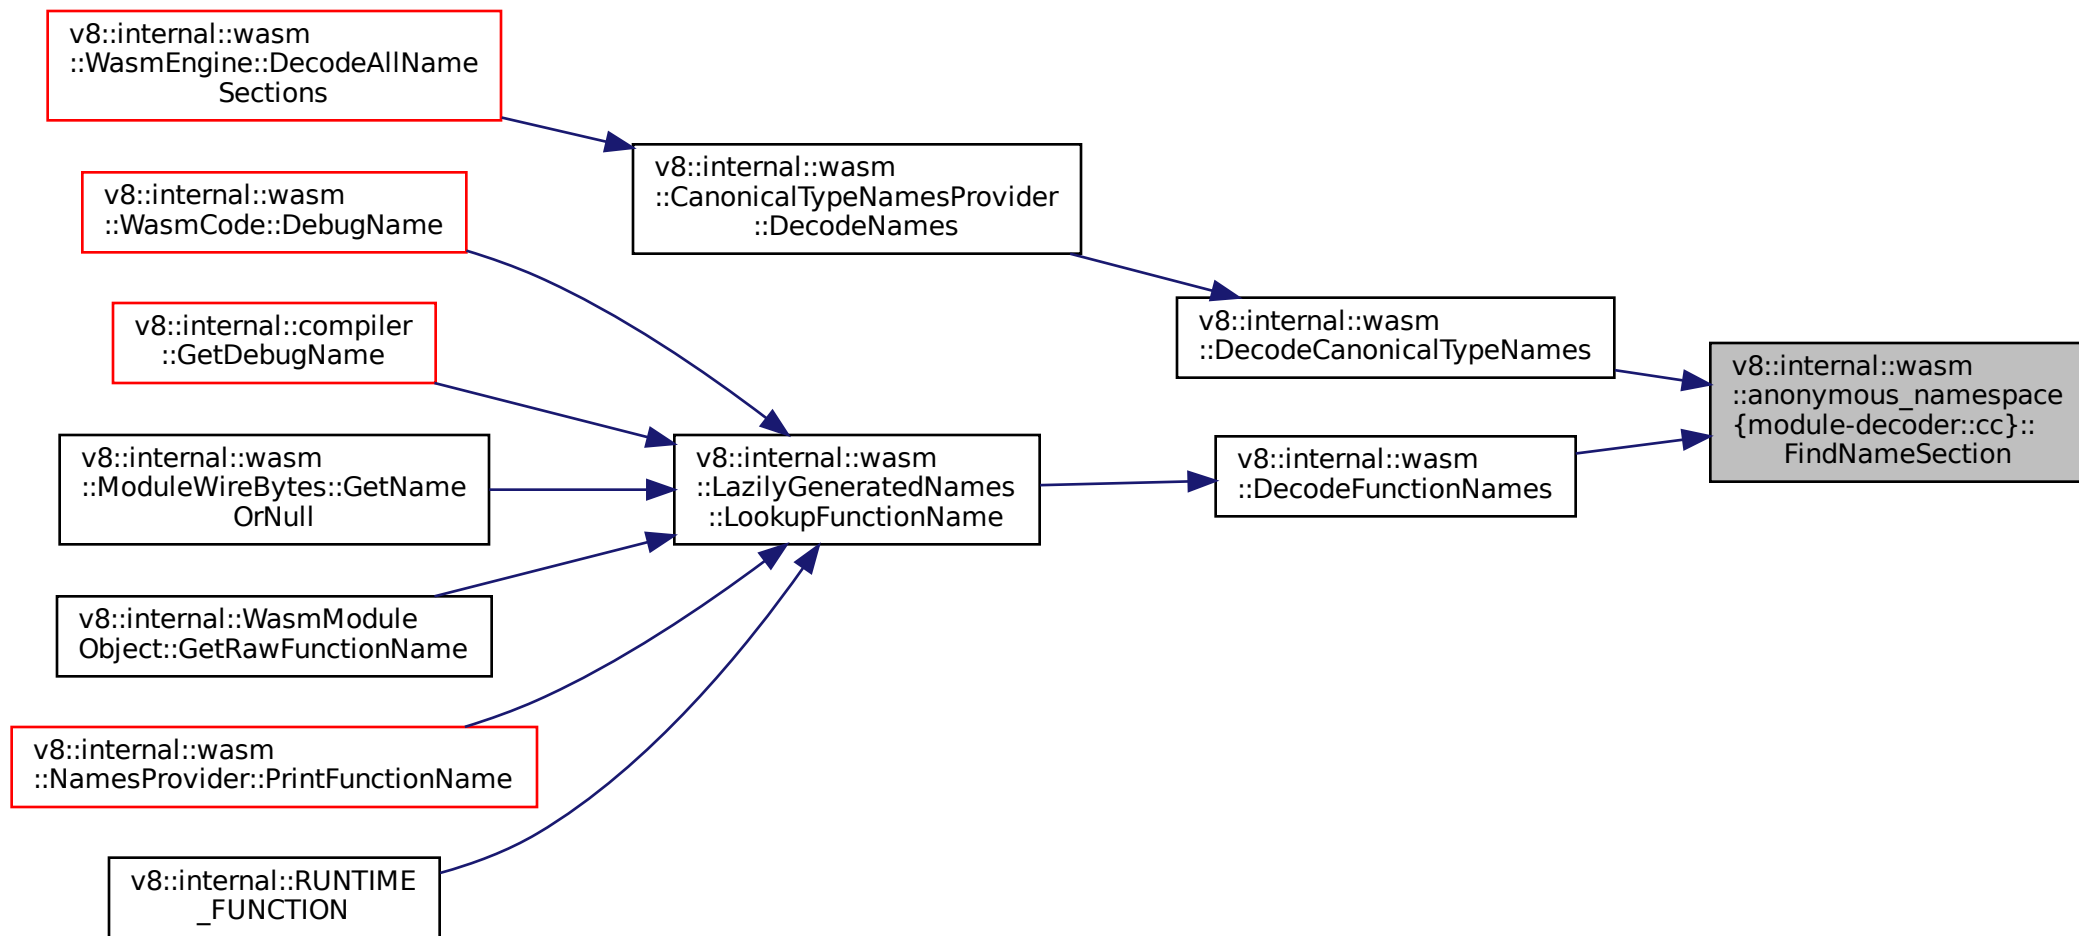 v8::internal::wasm
::WasmEngine::DecodeAllName
Sections
v8::internal::wasm
::WasmCode::DebugName
v8::internal::compiler
::GetDebugName
v8::internal::wasm
::ModuleWireBytes::GetName
OrNull
v8::internal::WasmModule
Object::GetRawFunctionName
v8::internal::wasm
::NamesProvider::PrintFunctionName
v8::internal::RUNTIME
_FUNCTION
v8::internal::wasm
::CanonicalTypeNamesProvider
::DecodeNames
v8::internal::wasm
::LazilyGeneratedNames
::LookupFunctionName
v8::internal::wasm
::DecodeCanonicalTypeNames
v8::internal::wasm
::DecodeFunctionNames
v8::internal::wasm
::anonymous_namespace
{module-decoder::cc}::
FindNameSection